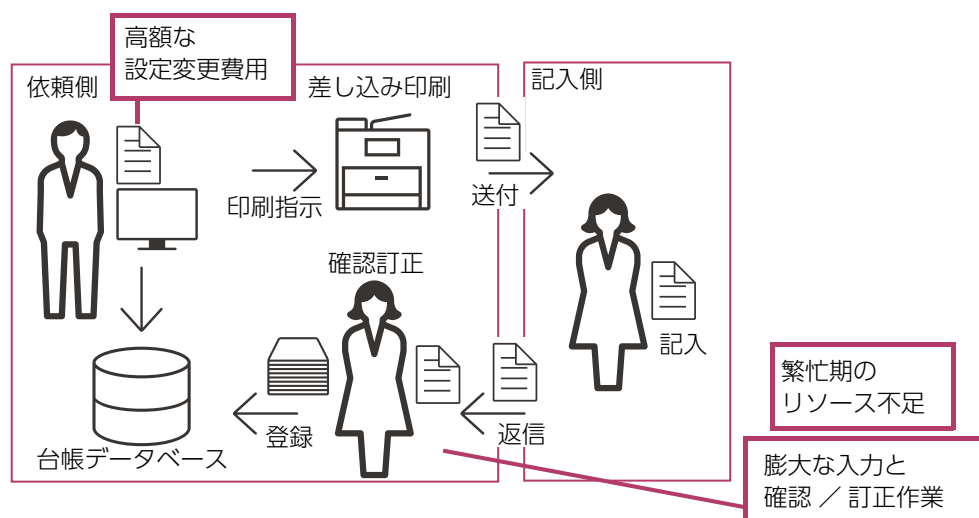 高額な
設定変更費用
依頼側
差し込み印刷
記入側
印刷指示
送付
確認訂正
記入
登録
返信
台帳データベース
繁忙期の
リソース不足
膨大な入力と
確認 ／ 訂正作業